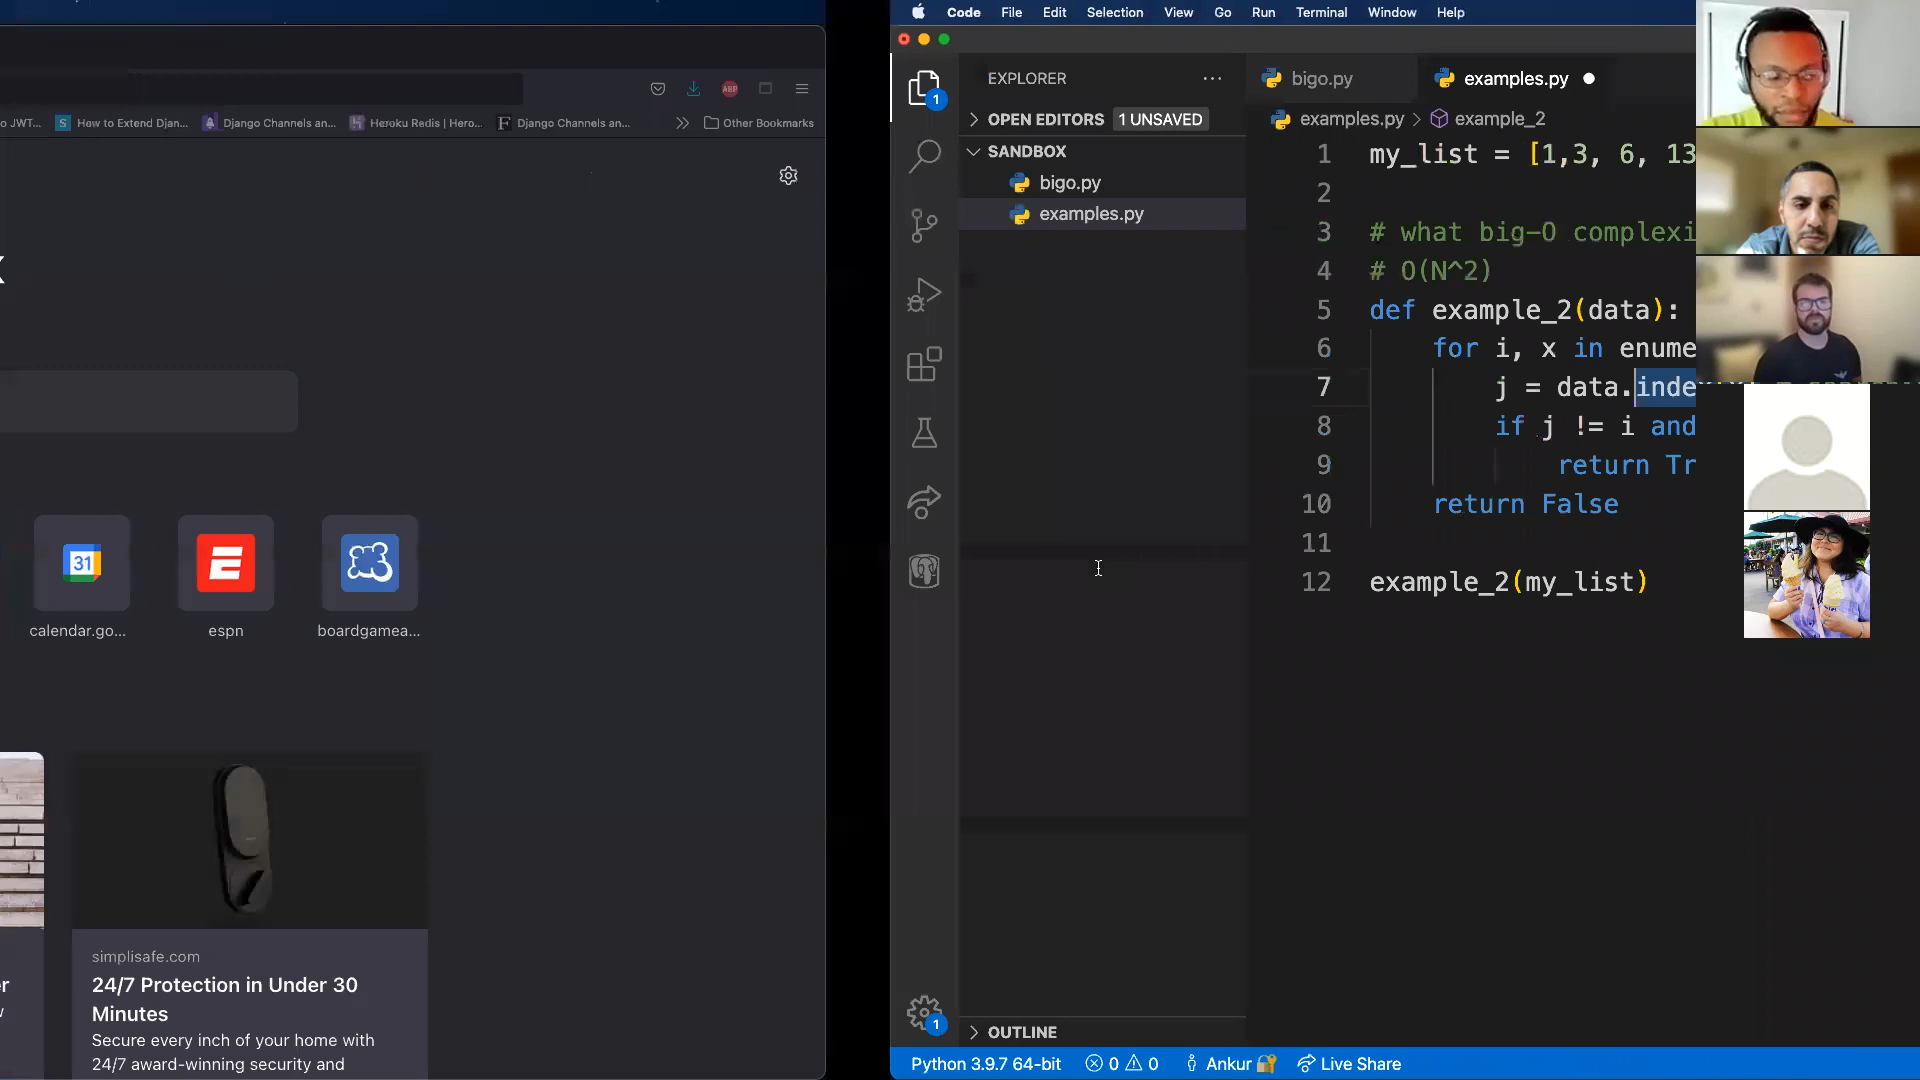 Code File Edit Selection View Go Run Terminal Window Help
ABP
o JWT... How to Extend Djan... Django Channels an... Heroku Redis | Hero... Django Channels an... Other Bookmarks
31
calendar.go... espn boardgamea...
simplisafe.com
24/7 Protection in Under 30
Minutes
Secure every inch of your home with
24/7 award-winning security and
1
EXPLORER
OPEN EDITORS 1 UNSAVED
SANDBOX
bigo.py
examples.py
OUTLINE
1
bigo.py examples.py
examples.py > example_2
1 my_list = [1,3, 6, 13
2
3 # what big-O complexi
4 # O(N^2)
5 def example_2(data):
6 for i, x in enume
7 j = data.inde
8 if j != i and
9 return Tr
10 return False
11
12 example_2(my_list)
Python 3.9.7 64-bit 0 0 Ankur Live Share